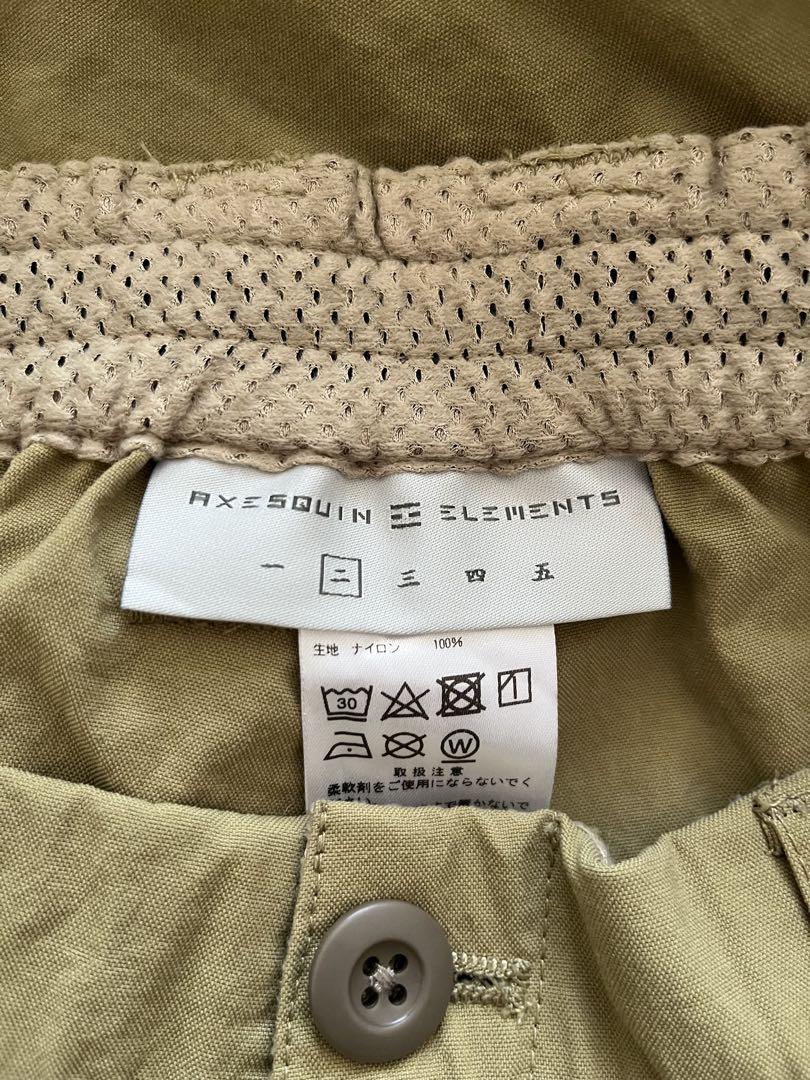 AXESQUIN ELEMENTS
一 二 三 四 五
生地 ナイロン 100%
30
W
取扱注意
柔軟剤をご使用にならないでく